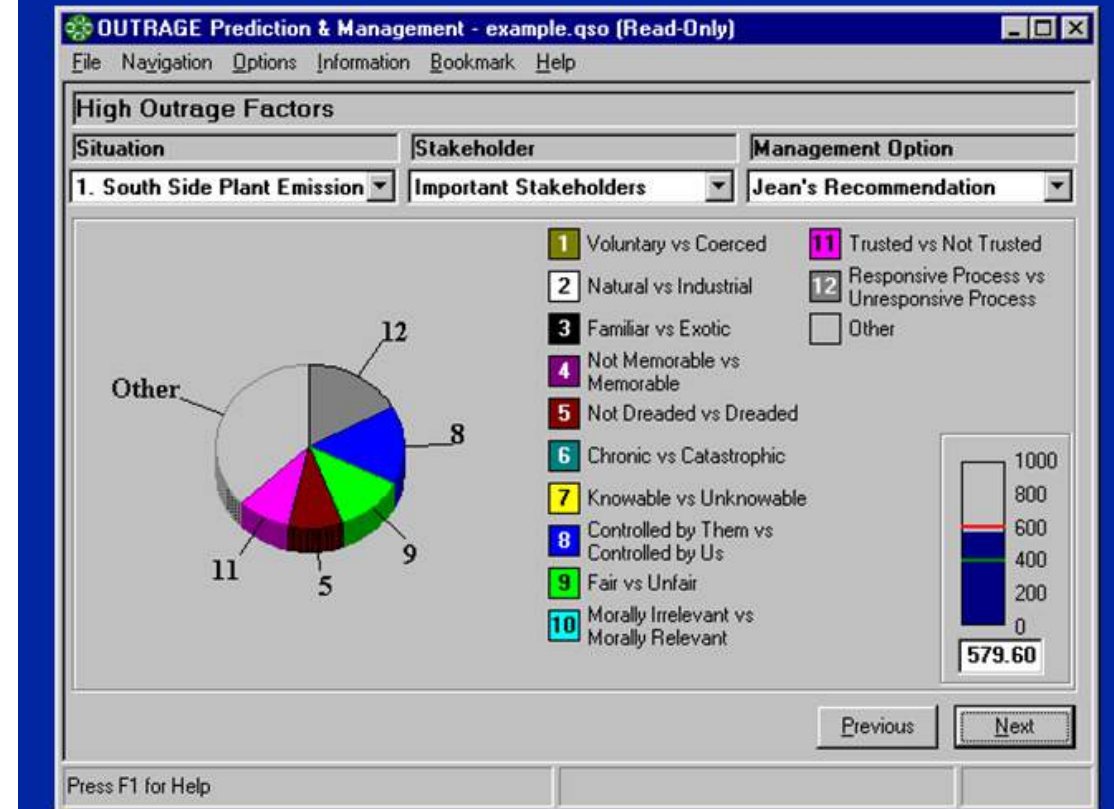 OUTRAGE Prediction & Management - example.qso (Read-Only)
File Navigation Options Information Bookmark Help
High Outrage Factors
Situation Stakeholder Management Option
1. South Side Plant Emission Important Stakeholders Jean's Recommendation
12
Other
8
11
5
9
1 Voluntary vs Coerced
2 Natural vs Industrial
3 Familiar vs Exotic
4 Not Memorable vs
Memorable
5 Not Dreaded vs Dreaded
6 Chronic vs Catastrophic
7 Knowable vs Unknowable
8 Controlled by Them vs
Controlled by Us
9 Fair vs Unfair
10 Morally Irrelevant vs
Morally Relevant
11 Trusted vs Not Trusted
12 Responsive Process vs
Unresponsive Process
Other
1000
800
600
400
200
0
579.60
Previous Next
Press F1 for Help